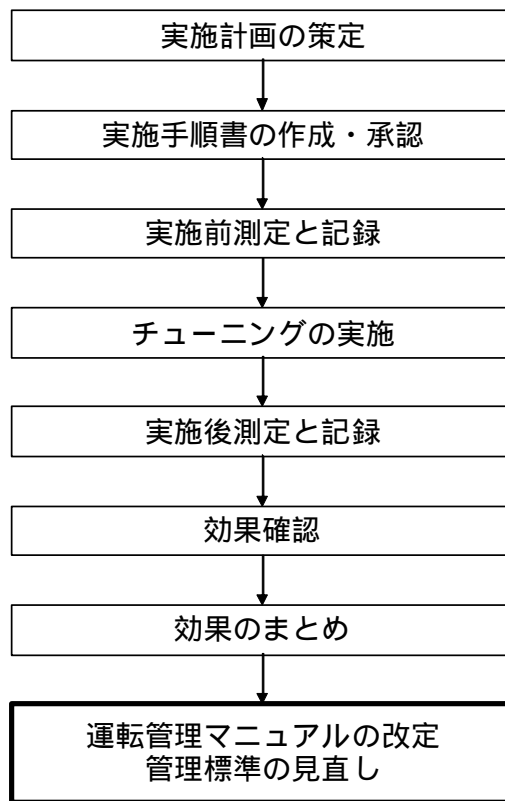 実施計画の策定
実施手順書の作成・承認
実施前測定と記録
チューニングの実施
実施後測定と記録
効果確認
効果のまとめ
運転管理マニュアルの改定
管理標準の見直し